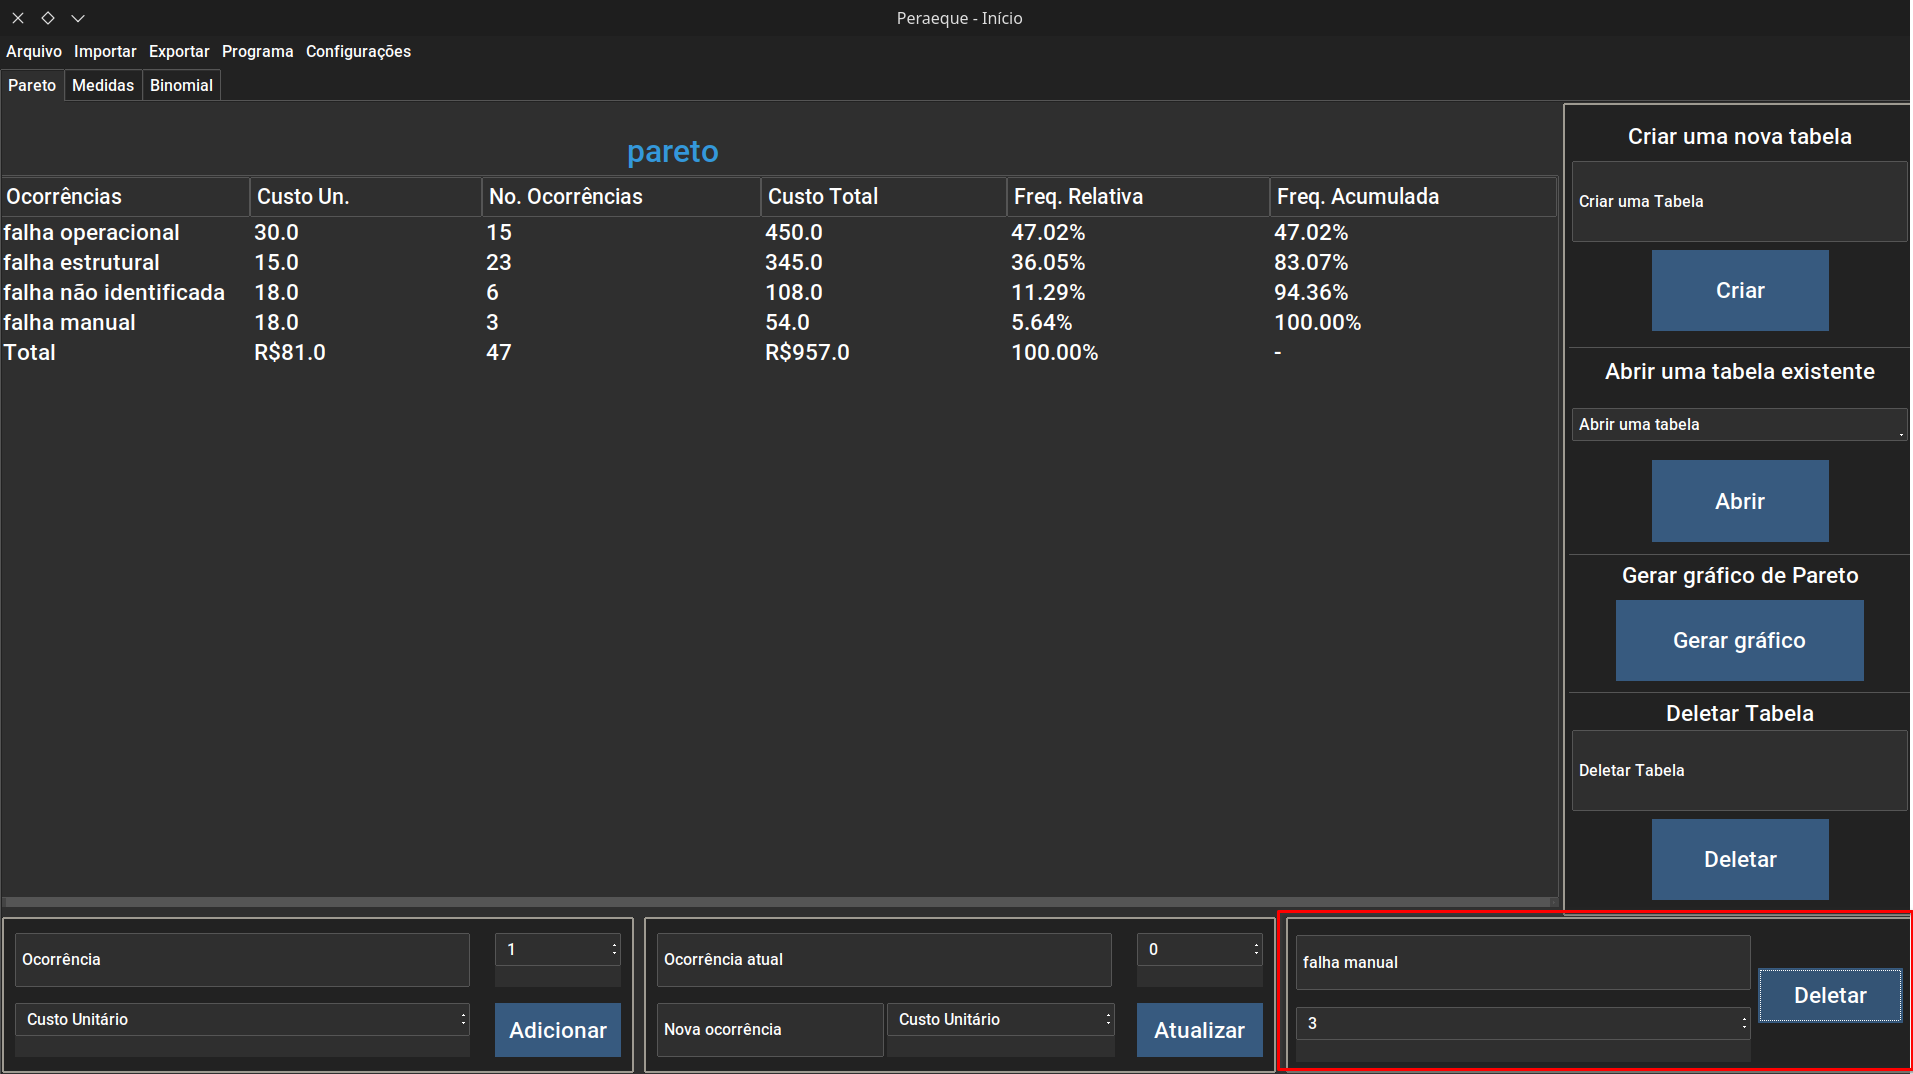 Peraeque - Início
Arquivo Importar Exportar Programa Configurações
Pareto Medidas Binomial
pareto
Ocorrências Custo Un. No. Ocorrências Custo Total Freq. Relativa Freq. Acumulada
falha operacional 30.0 15 450.0 47.02% 47.02%
falha estrutural 15.0 23 345.0 36.05% 83.07%
falha não identificada 18.0 6 108.0 11.29% 94.36%
falha manual 18.0 3 54.0 5.64% 100.00%
Total R$81.0 47 R$957.0 100.00% -
Criar uma nova tabela
Criar uma Tabela
Criar
Abrir uma tabela existente
Abrir uma tabela
Abrir
Gerar gráfico de Pareto
Gerar gráfico
Deletar Tabela
Deletar Tabela
Deletar
Ocorrência 1
Custo Unitário Adicionar
Ocorrência atual 0
Nova ocorrência Custo Unitário Atualizar
falha manual
Deletar
3